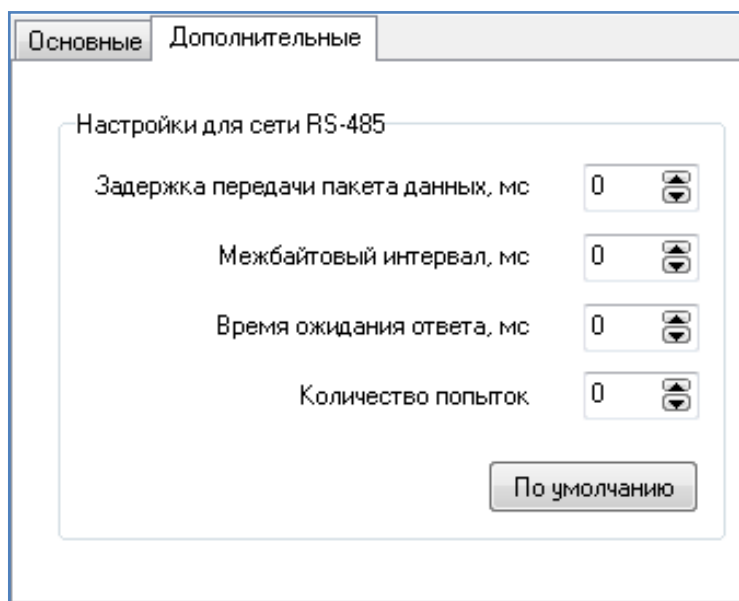 Основные
Дополнительные
Настройки для сети RS-485
Задержка передачи пакета данных, мс 0
Межбайтовый интервал, мс 0
Время ожидания ответа, мс 0
Количество попыток 0
По умолчанию